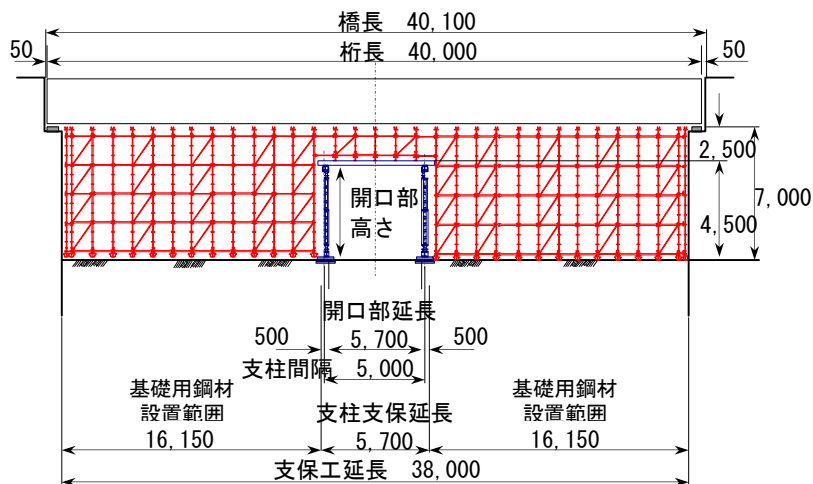 橋長 40,100
50 桁長 40,000 50
2,500
開口部
高さ
7,000
4,500
開口部延長
500 5,700 500
支柱間隔 5,000
基礎用鋼材
設置範囲
16,150
支柱支保延長
5,700
基礎用鋼材
設置範囲
16,150
支保工延長 38,000